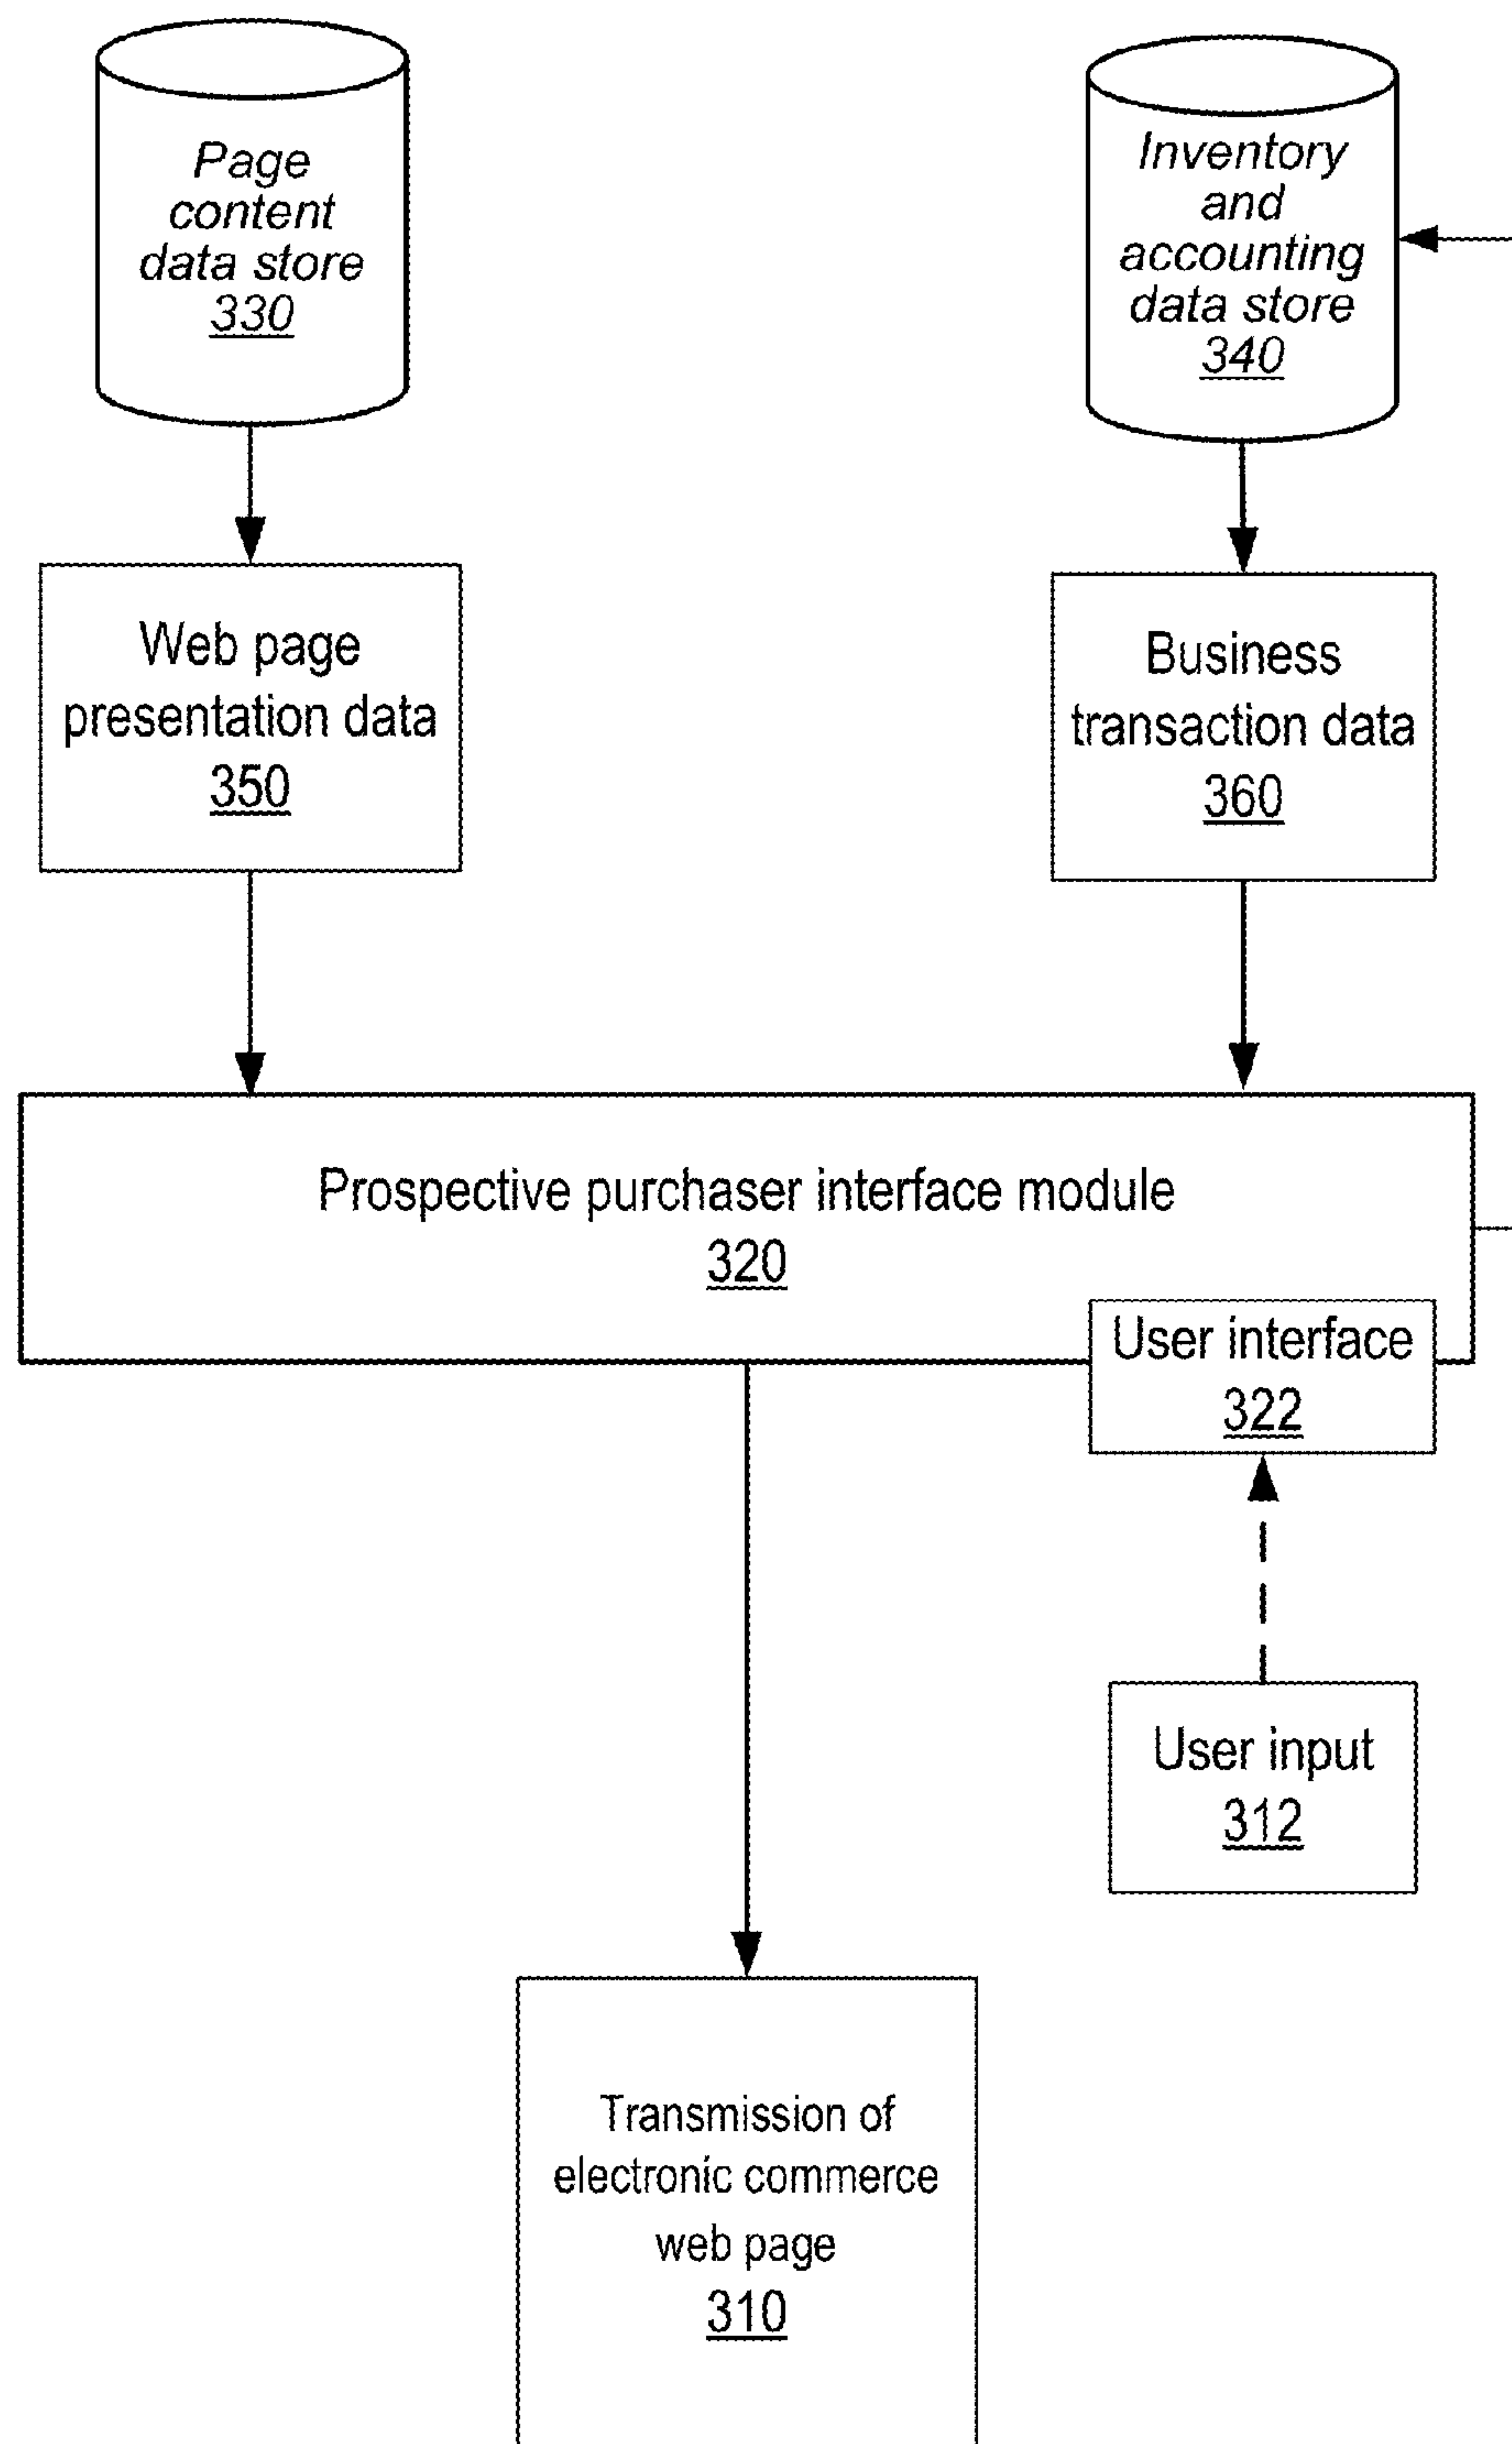 Page
content
data store
330
Inventory
and
accounting
data store
340
Web page
presentation data
350
Business
transaction data
360
Prospective purchaser interface module
320
User interface
322
User input
312
Transmission of
electronic commerce
web page
310